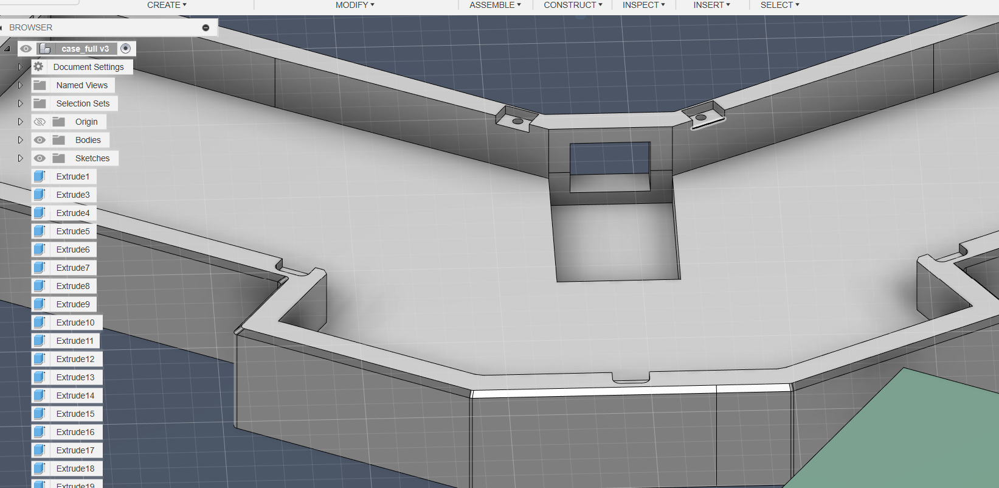 CREATE▾ MODIFY▾ ASSEMBLE▾ CONSTRUCT▾ INSPECT▾ INSERT▾ SELECT▾
BROWSER
case_full v3
Document Settings
Named Views
Selection Sets
Origin
Bodies
Sketches
Extrude1
Extrude3
Extrude4
Extrude5
Extrude6
Extrude7
Extrude8
Extrude9
Extrude10
Extrude11
Extrude12
Extrude13
Extrude14
Extrude15
Extrude16
Extrude17
Extrude18
Extrude19